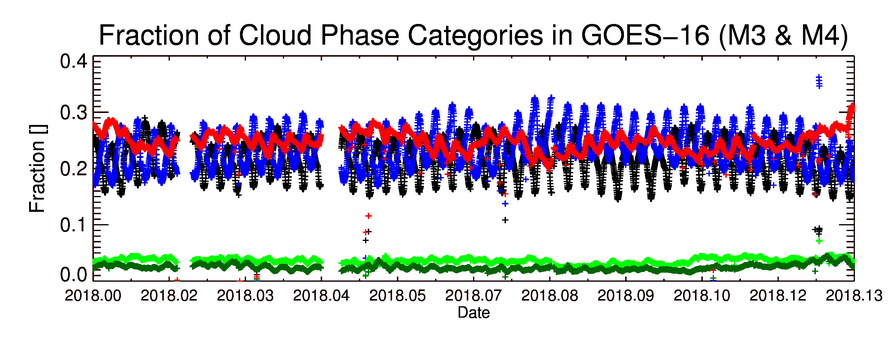 Fraction of Cloud Phase Categories in GOES−16 (M3 & M4)
0.4
0.3
0.2
0.1
0.0
Fraction []
2018.00 2018.02 2018.03 2018.04 2018.05 2018.07 2018.08 2018.09 2018.10 2018.12 2018.13
Date